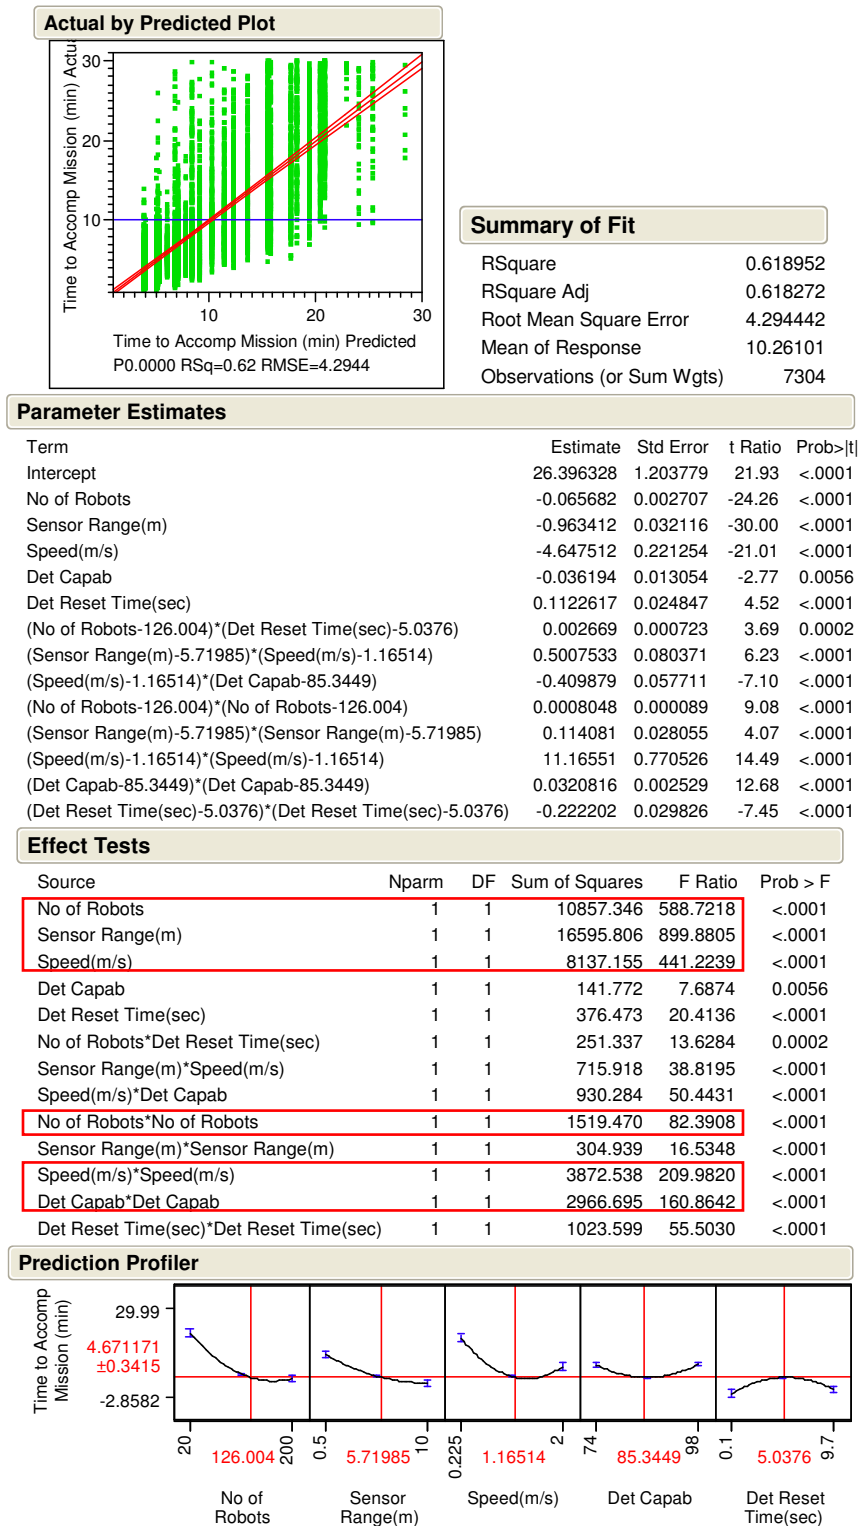 Actual by Predicted Plot
Time to Accomp Mission (min) Actua
30
20
10
10 20 30
Time to Accomp Mission (min) Predicted
P0.0000 RSq=0.62 RMSE=4.2944
Summary of Fit
RSquare 0.618952
RSquare Adj 0.618272
Root Mean Square Error 4.294442
Mean of Response 10.26101
Observations (or Sum Wgts) 7304
Parameter Estimates
Term Estimate Std Error t Ratio Prob>|t|
Intercept 26.396328 1.203779 21.93 <.0001
No of Robots -0.065682 0.002707 -24.26 <.0001
Sensor Range(m) -0.963412 0.032116 -30.00 <.0001
Speed(m/s) -4.647512 0.221254 -21.01 <.0001
Det Capab -0.036194 0.013054 -2.77 0.0056
Det Reset Time(sec) 0.1122617 0.024847 4.52 <.0001
(No of Robots-126.004)*(Det Reset Time(sec)-5.0376) 0.002669 0.000723 3.69 0.0002
(Sensor Range(m)-5.71985)*(Speed(m/s)-1.16514) 0.5007533 0.080371 6.23 <.0001
(Speed(m/s)-1.16514)*(Det Capab-85.3449) -0.409879 0.057711 -7.10 <.0001
(No of Robots-126.004)*(No of Robots-126.004) 0.0008048 0.000089 9.08 <.0001
(Sensor Range(m)-5.71985)*(Sensor Range(m)-5.71985) 0.114081 0.028055 4.07 <.0001
(Speed(m/s)-1.16514)*(Speed(m/s)-1.16514) 11.16551 0.770526 14.49 <.0001
(Det Capab-85.3449)*(Det Capab-85.3449) 0.0320816 0.002529 12.68 <.0001
(Det Reset Time(sec)-5.0376)*(Det Reset Time(sec)-5.0376) -0.222202 0.029826 -7.45 <.0001
Effect Tests
Source Nparm DF Sum of Squares F Ratio Prob > F
No of Robots 1 1 10857.346 588.7218 <.0001
Sensor Range(m) 1 1 16595.806 899.8805 <.0001
Speed(m/s) 1 1 8137.155 441.2239 <.0001
Det Capab 1 1 141.772 7.6874 0.0056
Det Reset Time(sec) 1 1 376.473 20.4136 <.0001
No of Robots*Det Reset Time(sec) 1 1 251.337 13.6284 0.0002
Sensor Range(m)*Speed(m/s) 1 1 715.918 38.8195 <.0001
Speed(m/s)*Det Capab 1 1 930.284 50.4431 <.0001
No of Robots*No of Robots 1 1 1519.470 82.3908 <.0001
Sensor Range(m)*Sensor Range(m) 1 1 304.939 16.5348 <.0001
Speed(m/s)*Speed(m/s) 1 1 3872.538 209.9820 <.0001
Det Capab*Det Capab 1 1 2966.695 160.8642 <.0001
Det Reset Time(sec)*Det Reset Time(sec) 1 1 1023.599 55.5030 <.0001
Prediction Profiler
Time to Accomp
Mission (min)
29.99
4.671171
±0.3415
-2.8582
20 126.004 200 0.5 5.71985 10 0.225 1.16514 2 74 85.3449 98 0.1 5.0376 9.7
No of Sensor Speed(m/s) Det Capab Det Reset
Robots Range(m) Time(sec)